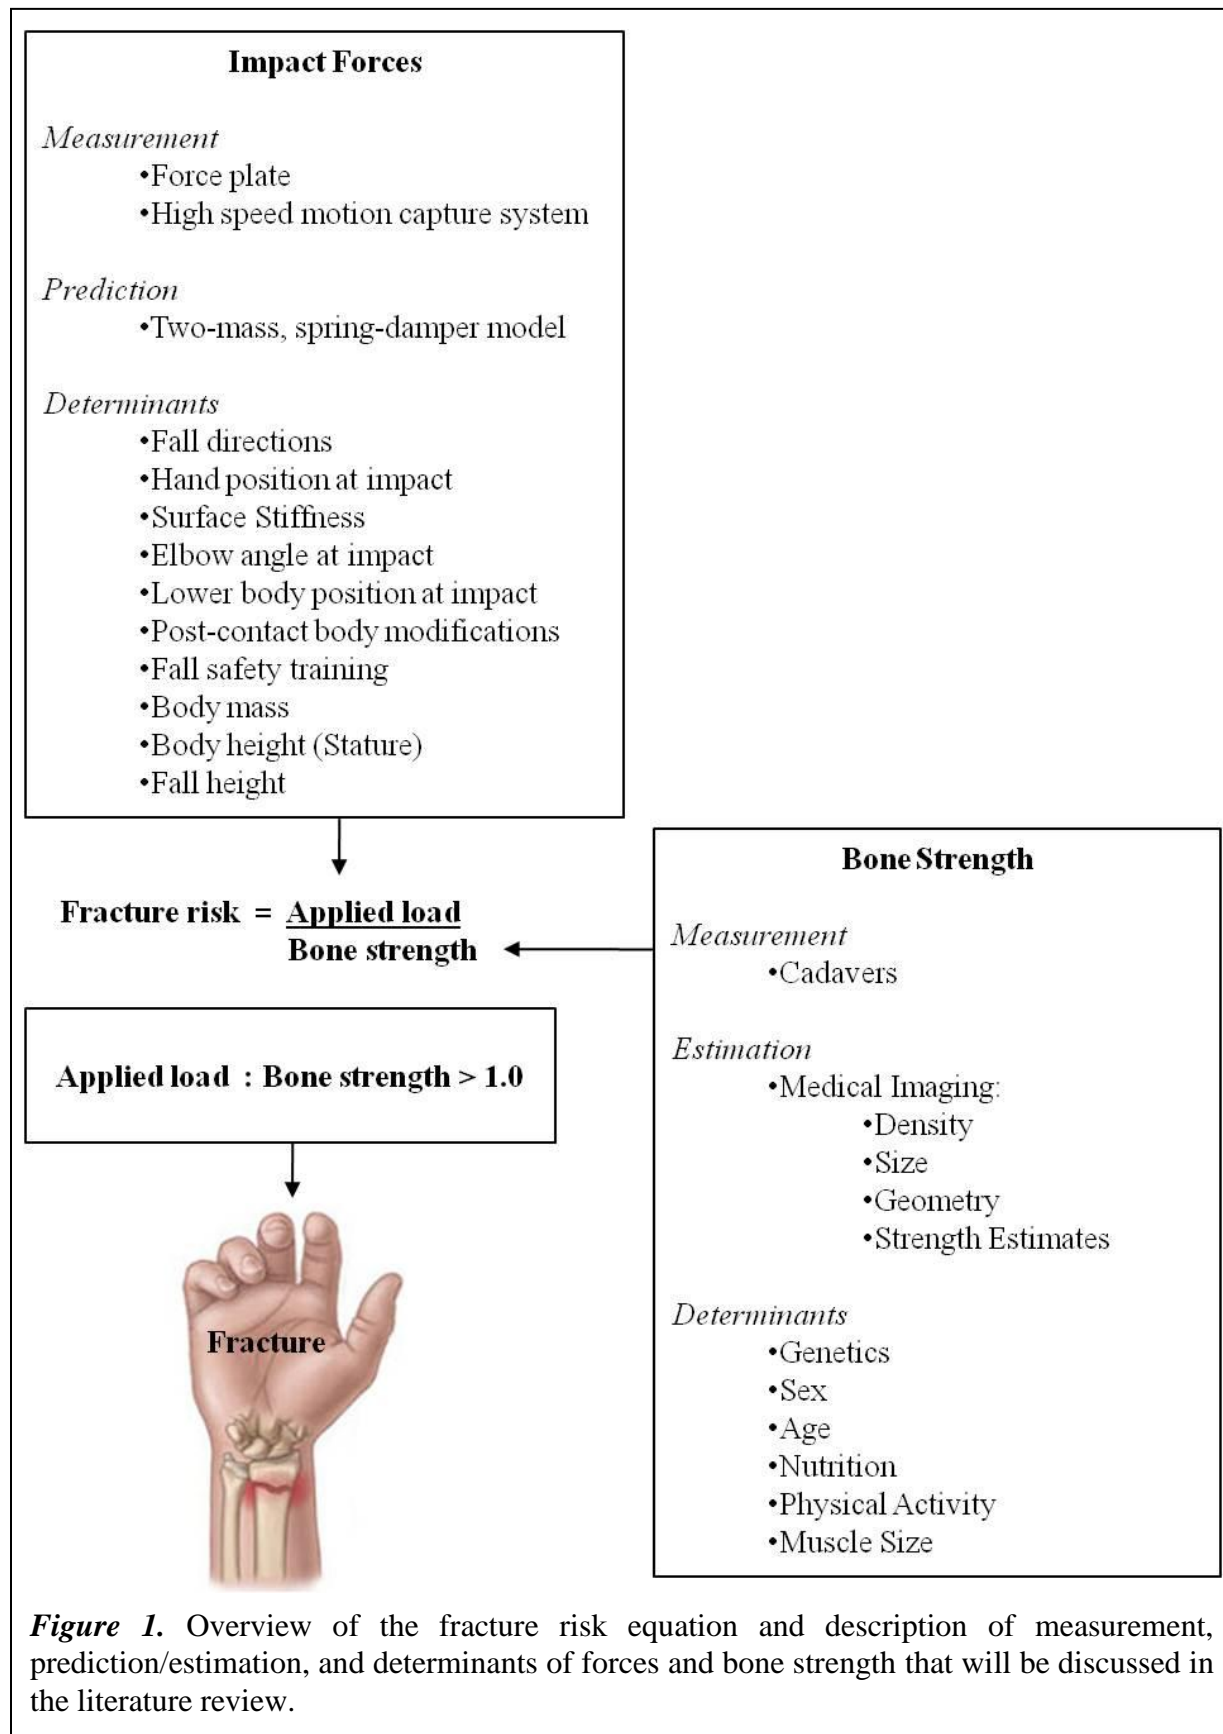 Impact Forces
Measurement
•Force plate
•High speed motion capture system
Prediction
•Two-mass, spring-damper model
Determinants
•Fall directions
•Hand position at impact
•Surface Stiffness
•Elbow angle at impact
•Lower body position at impact
•Post-contact body modifications
•Fall safety training
•Body mass
•Body height (Stature)
•Fall height
Fracture risk = Applied load
Bone strength
Applied load : Bone strength > 1.0
Fracture
Bone Strength
Measurement
•Cadavers
Estimation
•Medical Imaging:
•Density
•Size
•Geometry
•Strength Estimates
Determinants
•Genetics
•Sex
•Age
•Nutrition
•Physical Activity
•Muscle Size
Figure 1. Overview of the fracture risk equation and description of measurement,
prediction/estimation, and determinants of forces and bone strength that will be discussed in
the literature review.